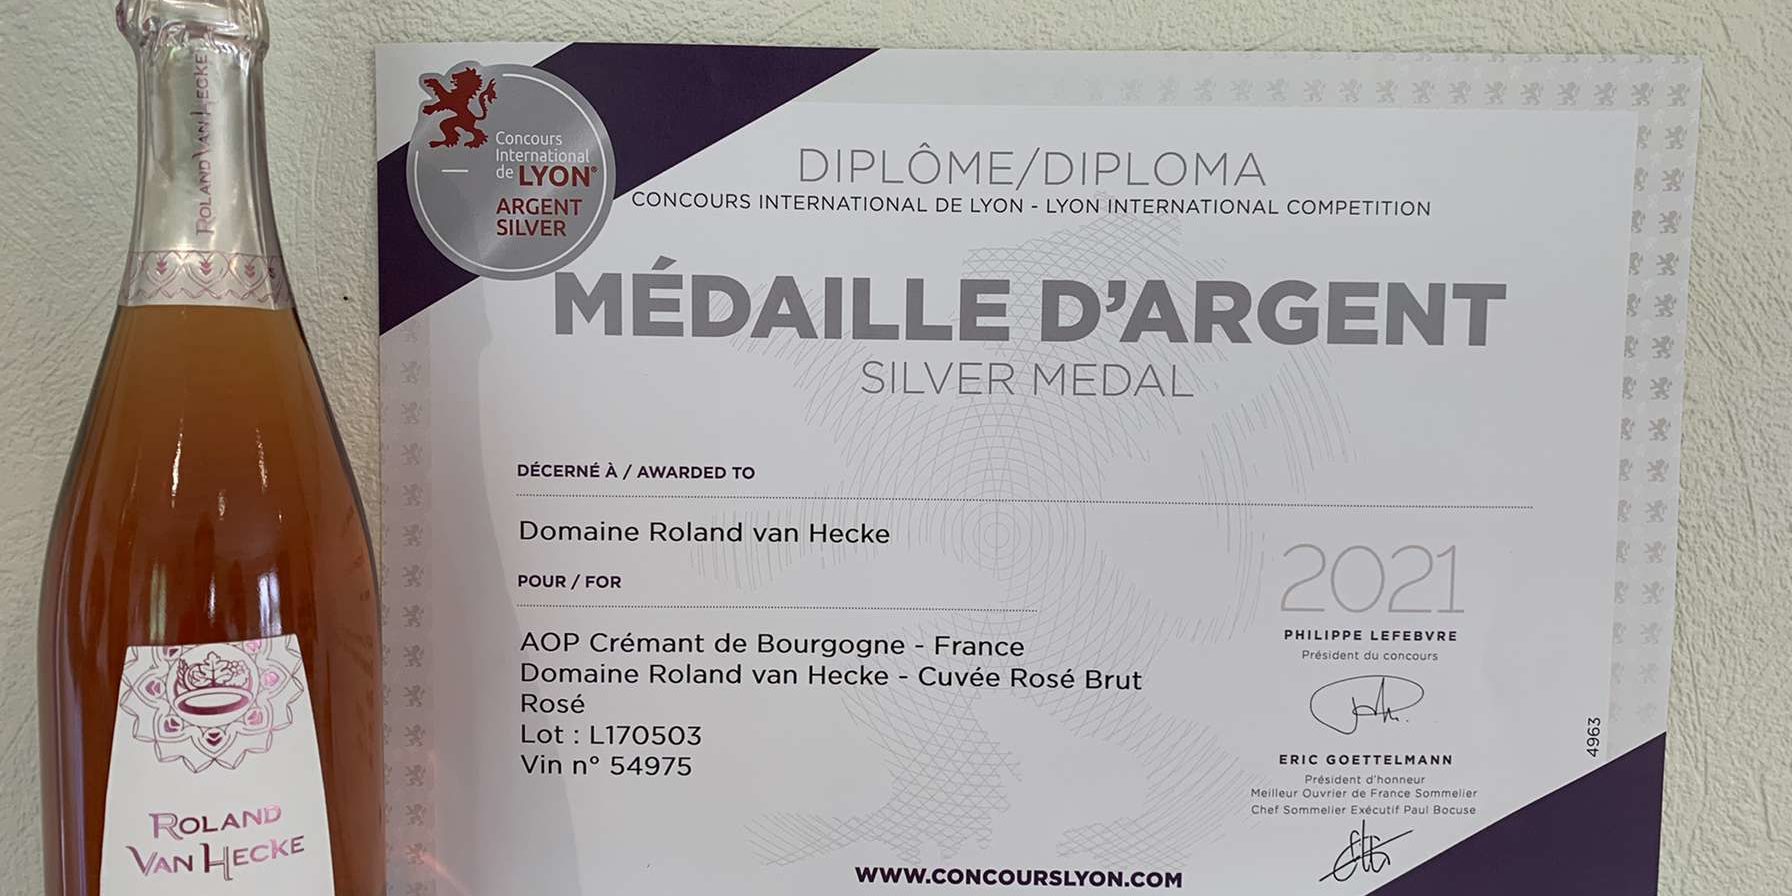 ROLAND VAN HECKE
Concours
International
de LYON®
ARGENT
SILVER
DIPLÔME/DIPLOMA
CONCOURS INTERNATIONAL DE LYON - LYON INTERNATIONAL COMPETITION
MÉDAILLE D'ARGENT
SILVER MEDAL
DÉCERNÉ À / AWARDED TO
Domaine Roland van Hecke
POUR / FOR
AOP Crémant de Bourgogne - France
Domaine Roland van Hecke - Cuvée Rosé Brut
Rosé
Lot : L170503
Vin n° 54975
2021
PHILIPPE LEFEBVRE
Président du concours
ERIC GOETTELMANN
Président d'honneur
Meilleur Ouvrier de France Sommelier
Chef Sommelier Exécutif Paul Bocuse
4963
WWW.CONCOURSLYON.COM
ROLAND
VAN HECKE